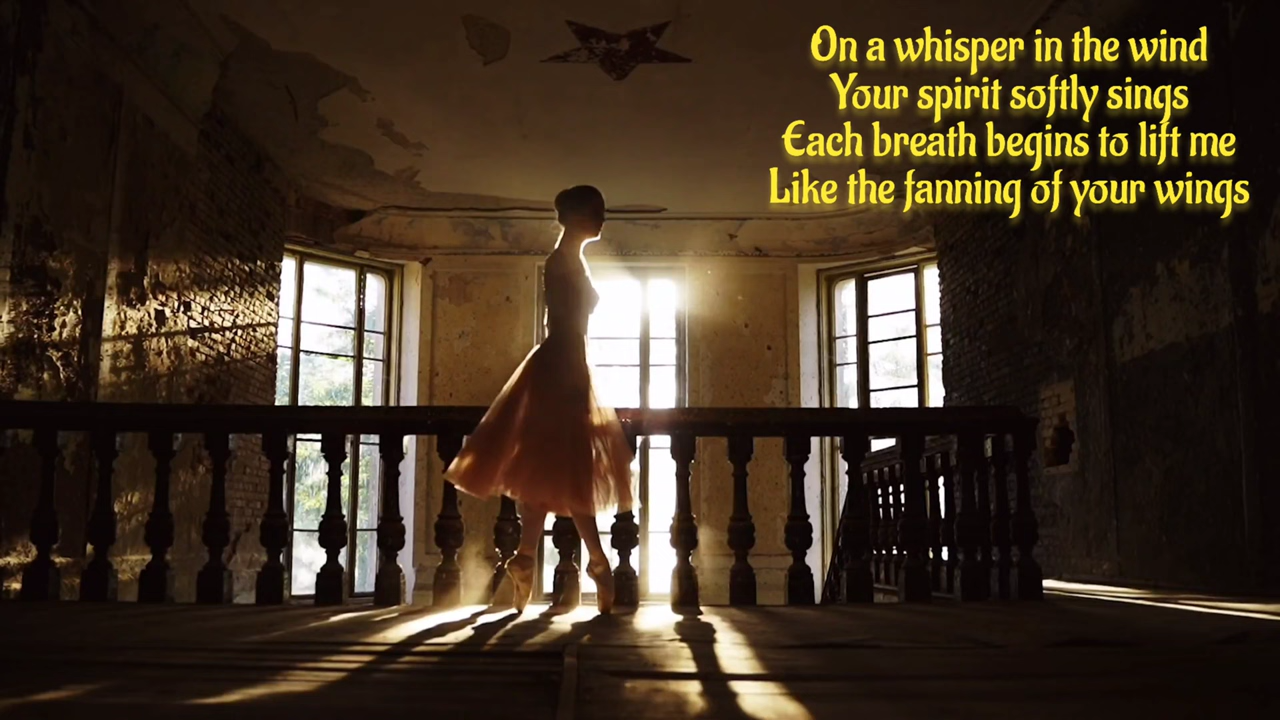 On a whisper in the wind
Your spirit softly sings
Each breath begins to lift me
Like the fanning of your wings